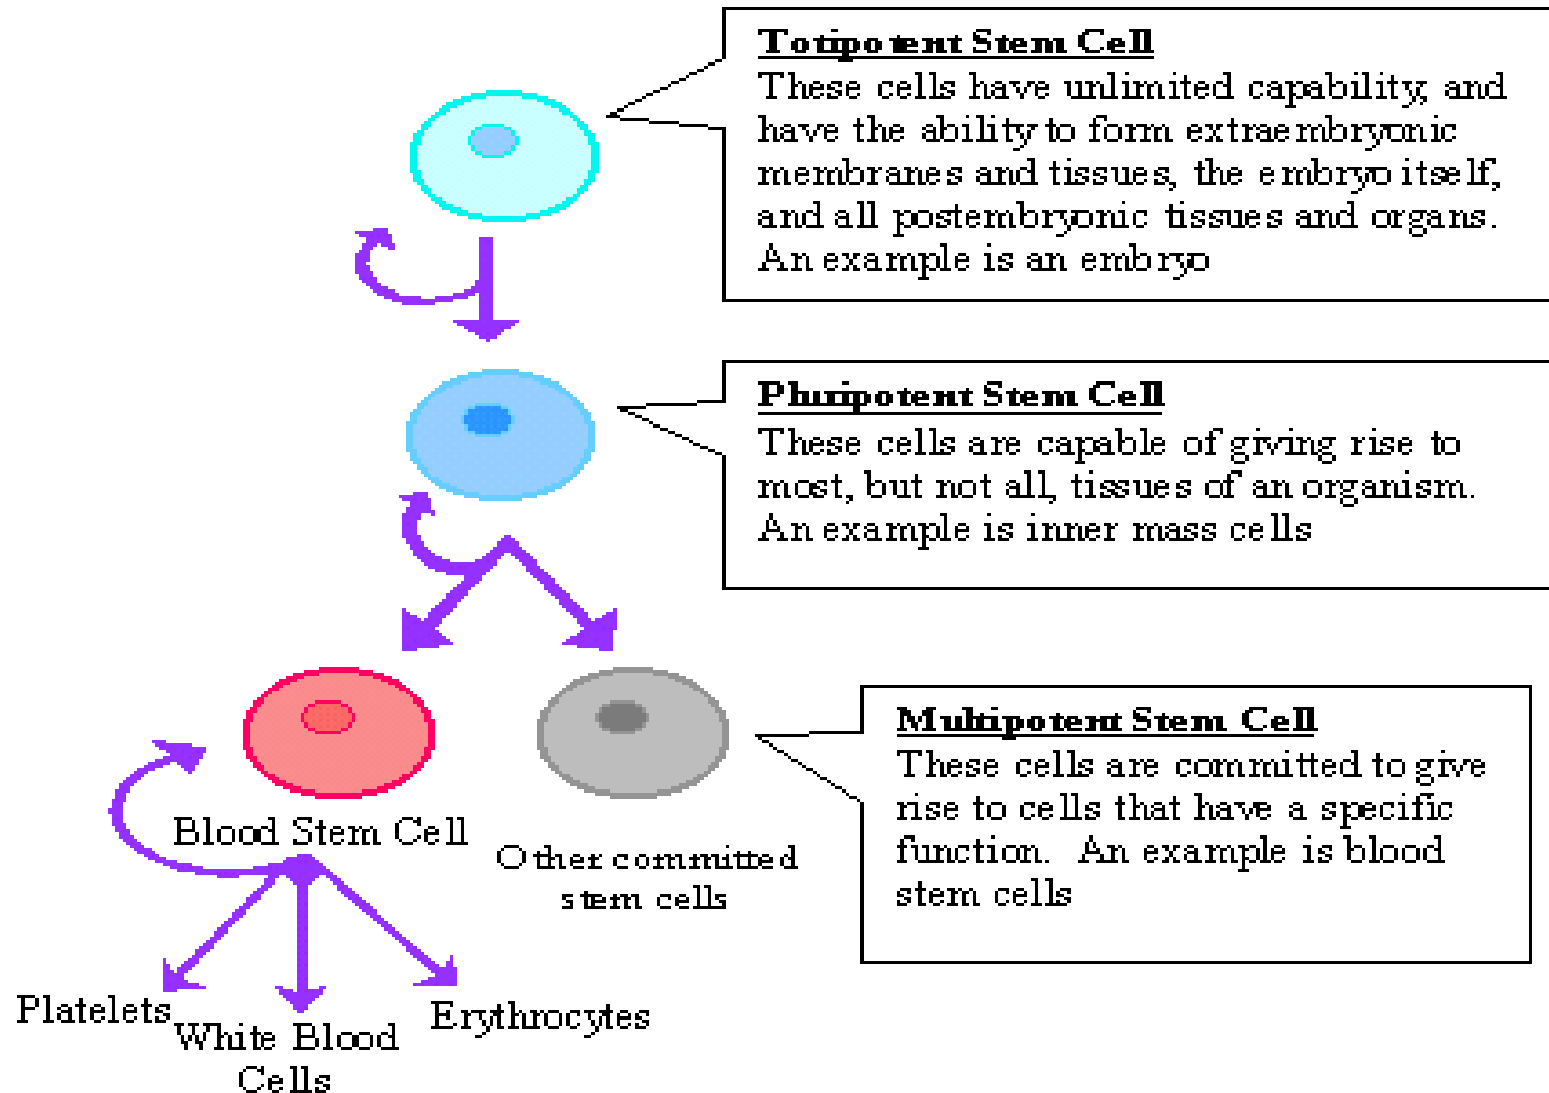 Totipotent Stem Cell
These cells have unlimited capability, and
have the ability to form extraembryonic
membranes and tissues, the embryo itself,
and all postembryonic tissues and organs.
An example is an embryo
Pluripotent Stem Cell
These cells are capable of giving rise to
most, but not all, tissues of an organism.
An example is inner mass cells
Multipotent Stem Cell
These cells are committed to give
rise to cells that have a specific
function. An example is blood
stem cells
Blood Stem Cell
Other committed
stem cells
Platelets
White Blood
Cells
Erythrocytes